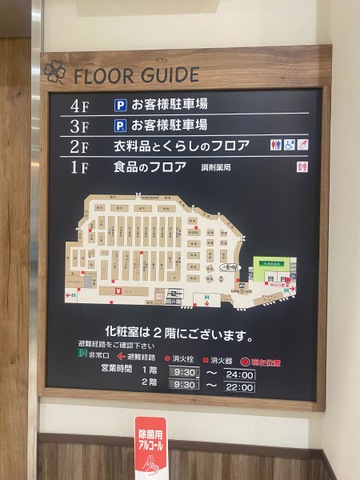 FLOOR GUIDE
4F P お客様駐車場
3F P お客様駐車場
2F 衣料品とくらしのフロア
1F 食品のフロア 調剤薬局
化粧室は2階にございます。
避難経路をご確認下さい
非常口 避難経路 消火栓 消火器 現在位置
営業時間 1階 9:30 〜 24:00
2階 9:30 〜 22:00
除菌用
アルコール